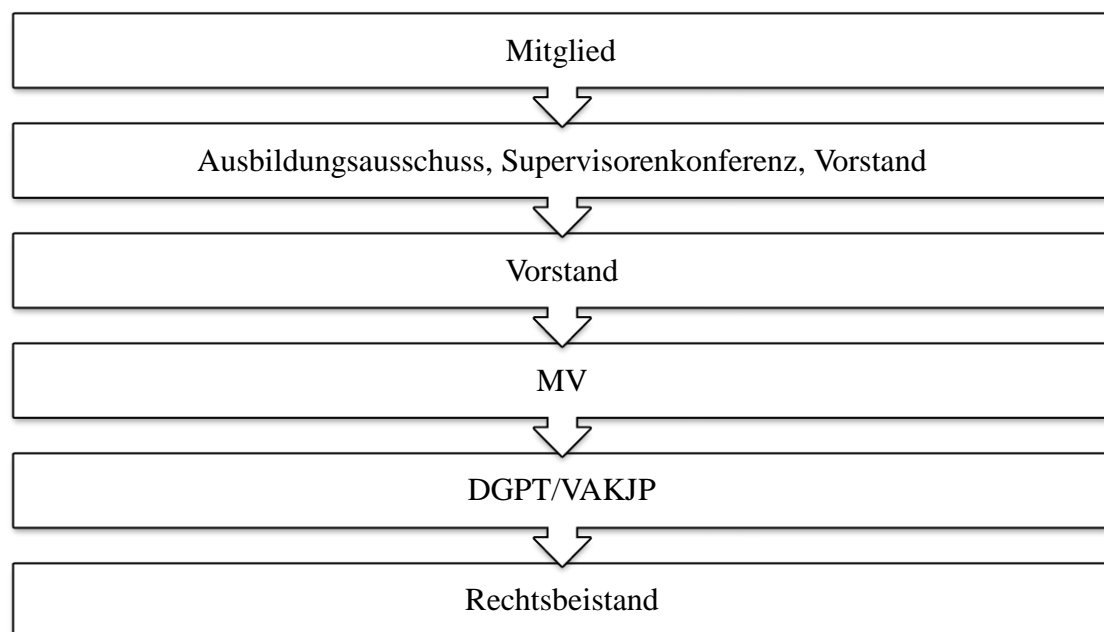 Mitglied
Ausbildungsausschuss, Supervisorenkonferenz, Vorstand
Vorstand
MV
DGPT/VAKJP
Rechtsbeistand